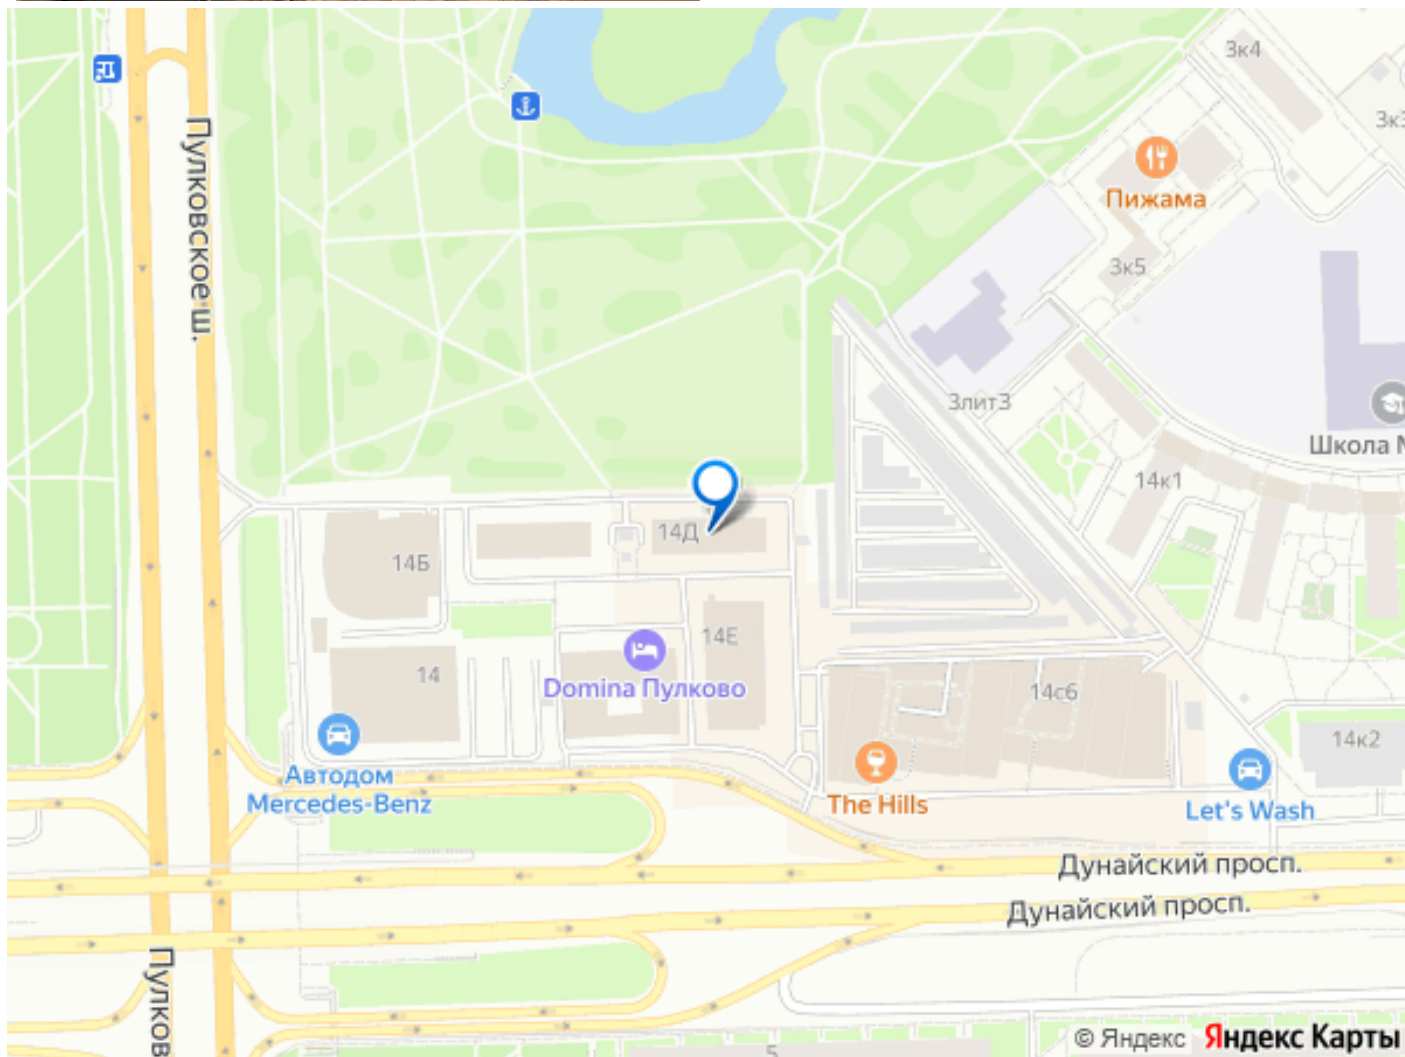 3к4
3к3
Пижама
3к5
Пулковское ш.
3лит3
Школа
14к1
14Д
14Б
14Е
14
Domina Пулково
14с6
14к2
Автодом
Mercedes-Benz
The Hills
Let's Wash
Дунайский просп.
Дунайский просп.
Пулков
5
© Яндекс Яндекс Карты